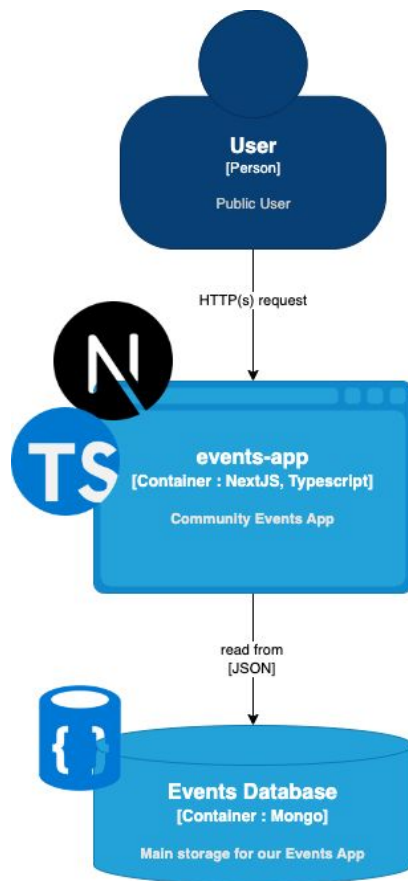 User
[Person]
Public User
HTTP(s) request
N
TS
events-app
[Container : NextJS, Typescript]
Community Events App
read from
[JSON]
{ }
Events Database
[Container : Mongo]
Main storage for our Events App